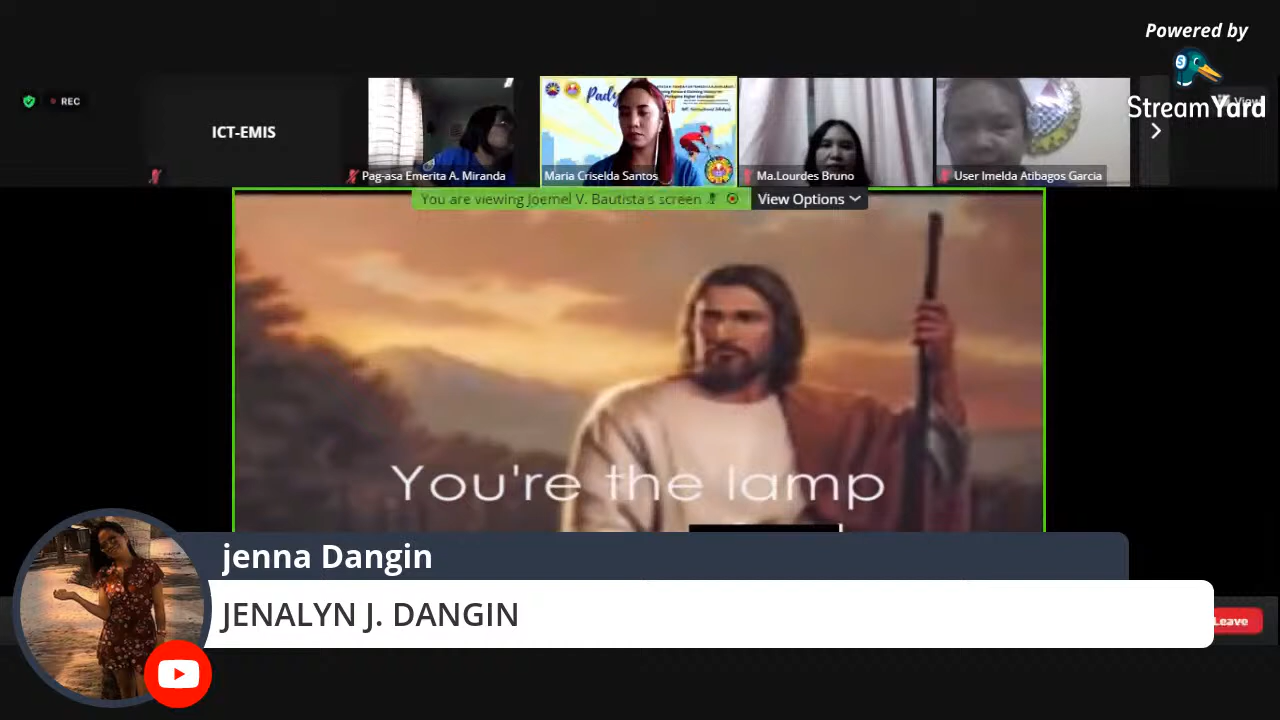 Powered by
StreamYard
REC
View
ICT-EMIS
Pag-asa Emerita A. Miranda
Maria Criselda Santos
Ma.Lourdes Bruno
User Imelda Atibagos Garcia
You are viewing Joemel V. Bautista's screen
View Options
You're the lamp
jenna Dangin
JENALYN J. DANGIN
Leave